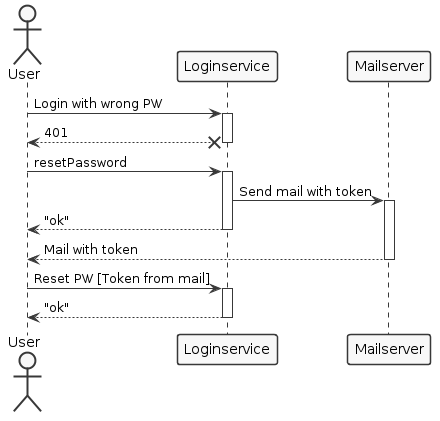 User
Loginservice
Mailserver
Login with wrong PW
401
resetPassword
Send mail with token
"ok"
Mail with token
Reset PW [Token from mail]
"ok"
User
Loginservice
Mailserver